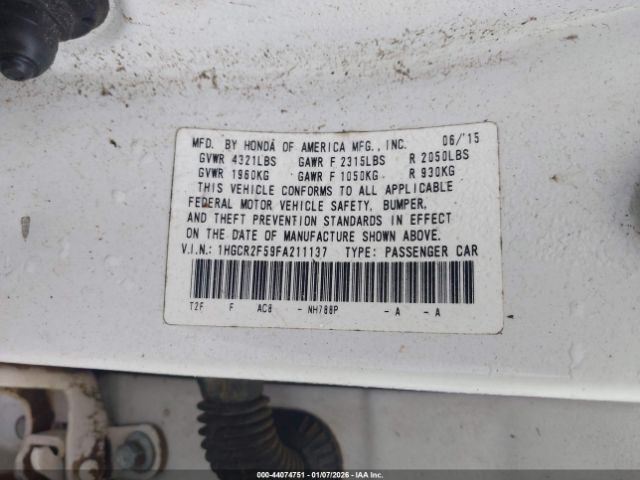 MFD. BY HONDA OF AMERICA MFG., INC. 06/'15
GVWR 4321LBS GAWR F 2315LBS R 2050LBS
GVWR 1960KG GAWR F 1050KG R 930KG
THIS VEHICLE CONFORMS TO ALL APPLICABLE
FEDERAL MOTOR VEHICLE SAFETY, BUMPER,
AND THEFT PREVENTION STANDARDS IN EFFECT
ON THE DATE OF MANUFACTURE SHOWN ABOVE.
V.I.N.: 1HGCR2F59FA211137 TYPE: PASSENGER CAR
T2F F AC8 - NH788P - A - A
000-44074751 | 01/07/2026 | IAA Inc.